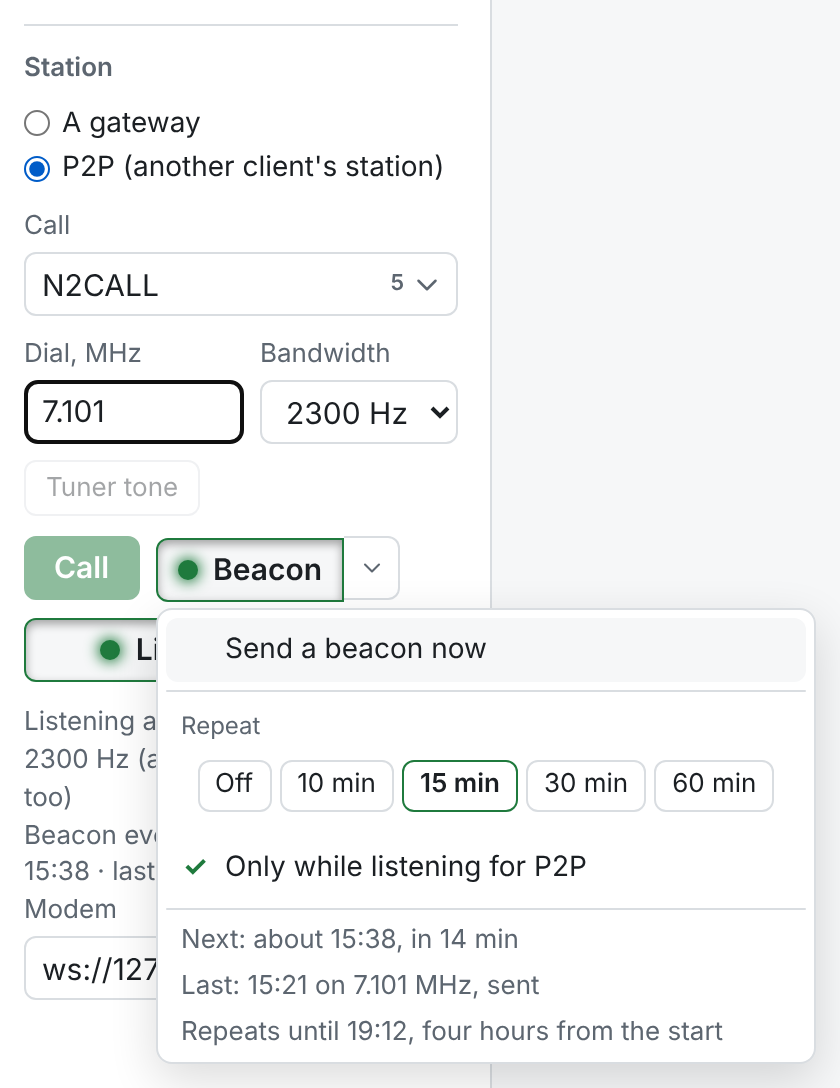 Station
A gateway
P2P (another client's station)
Call
N2CALL 5
Dial, MHz Bandwidth
7.101 2300 Hz
Tuner tone
Call Beacon
Send a beacon now
Listening
2300 Hz
too)
Beacon
15:38 · last
Modem
ws://127
Repeat
Off 10 min 15 min 30 min 60 min
Only while listening for P2P
Next: about 15:38, in 14 min
Last: 15:21 on 7.101 MHz, sent
Repeats until 19:12, four hours from the start